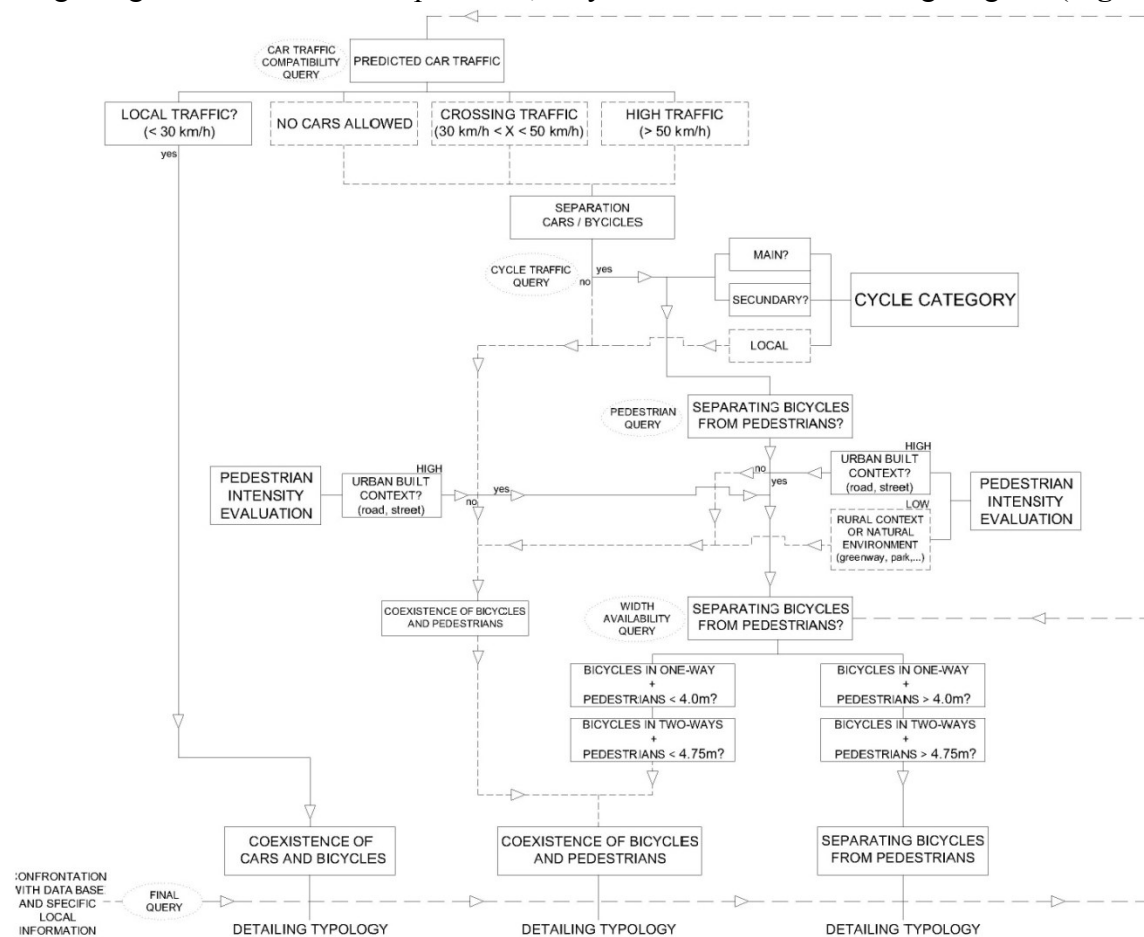 CAR TRAFFIC
COMPATIBILITY
QUERY
PREDICTED CAR TRAFFIC
LOCAL TRAFFIC?
(< 30 km/h)
NO CARS ALLOWED
CROSSING TRAFFIC
(30 km/h < X < 50 km/h)
HIGH TRAFFIC
(> 50 km/h)
yes
SEPARATION
CARS / BYCICLES
CYCLE TRAFFIC
QUERY
yes
no
MAIN?
SECUNDARY?
LOCAL
CYCLE CATEGORY
PEDESTRIAN
QUERY
SEPARATING BICYCLES
FROM PEDESTRIANS?
PEDESTRIAN
INTENSITY
EVALUATION
HIGH
URBAN BUILT
CONTEXT?
(road, street)
no
yes
no
yes
HIGH
URBAN BUILT
CONTEXT?
(road, street)
LOW
RURAL CONTEXT
OR NATURAL
ENVIRONMENT
(greenway, park,...)
PEDESTRIAN
INTENSITY
EVALUATION
COEXISTENCE OF BICYCLES
AND PEDESTRIANS
WIDTH
AVAILABILITY
QUERY
SEPARATING BICYCLES
FROM PEDESTRIANS?
BICYCLES IN ONE-WAY
+
PEDESTRIANS < 4.0m?
BICYCLES IN ONE-WAY
+
PEDESTRIANS > 4.0m?
BICYCLES IN TWO-WAYS
+
PEDESTRIANS < 4.75m?
BICYCLES IN TWO-WAYS
+
PEDESTRIANS > 4.75m?
COEXISTENCE OF
CARS AND BICYCLES
COEXISTENCE OF BICYCLES
AND PEDESTRIANS
SEPARATING BICYCLES
FROM PEDESTRIANS
CONFRONTATION
WITH DATA BASE
AND SPECIFIC
LOCAL
INFORMATION
FINAL
QUERY
DETAILING TYPOLOGY
DETAILING TYPOLOGY
DETAILING TYPOLOGY